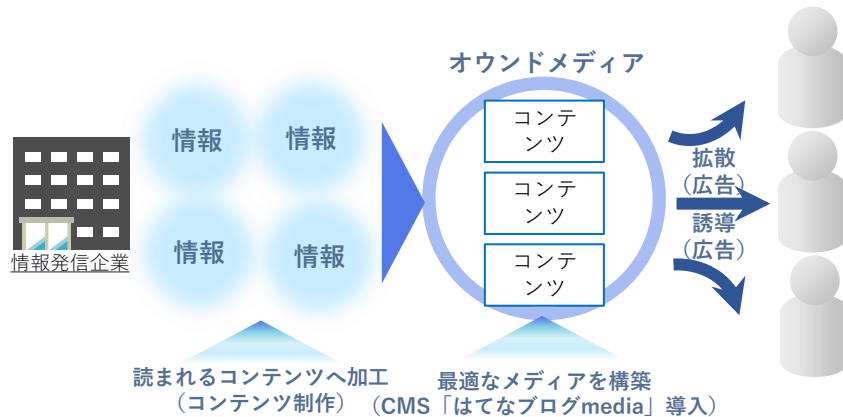 情報発信企業
情報
情報
情報
情報
オウンドメディア
コンテ
ンツ
コンテ
ンツ
コンテ
ンツ
拡散
（広告）
誘導
（広告）
読まれるコンテンツへ加工
（コンテンツ制作）
最適なメディアを構築
（CMS「はてなブログmedia」導入）